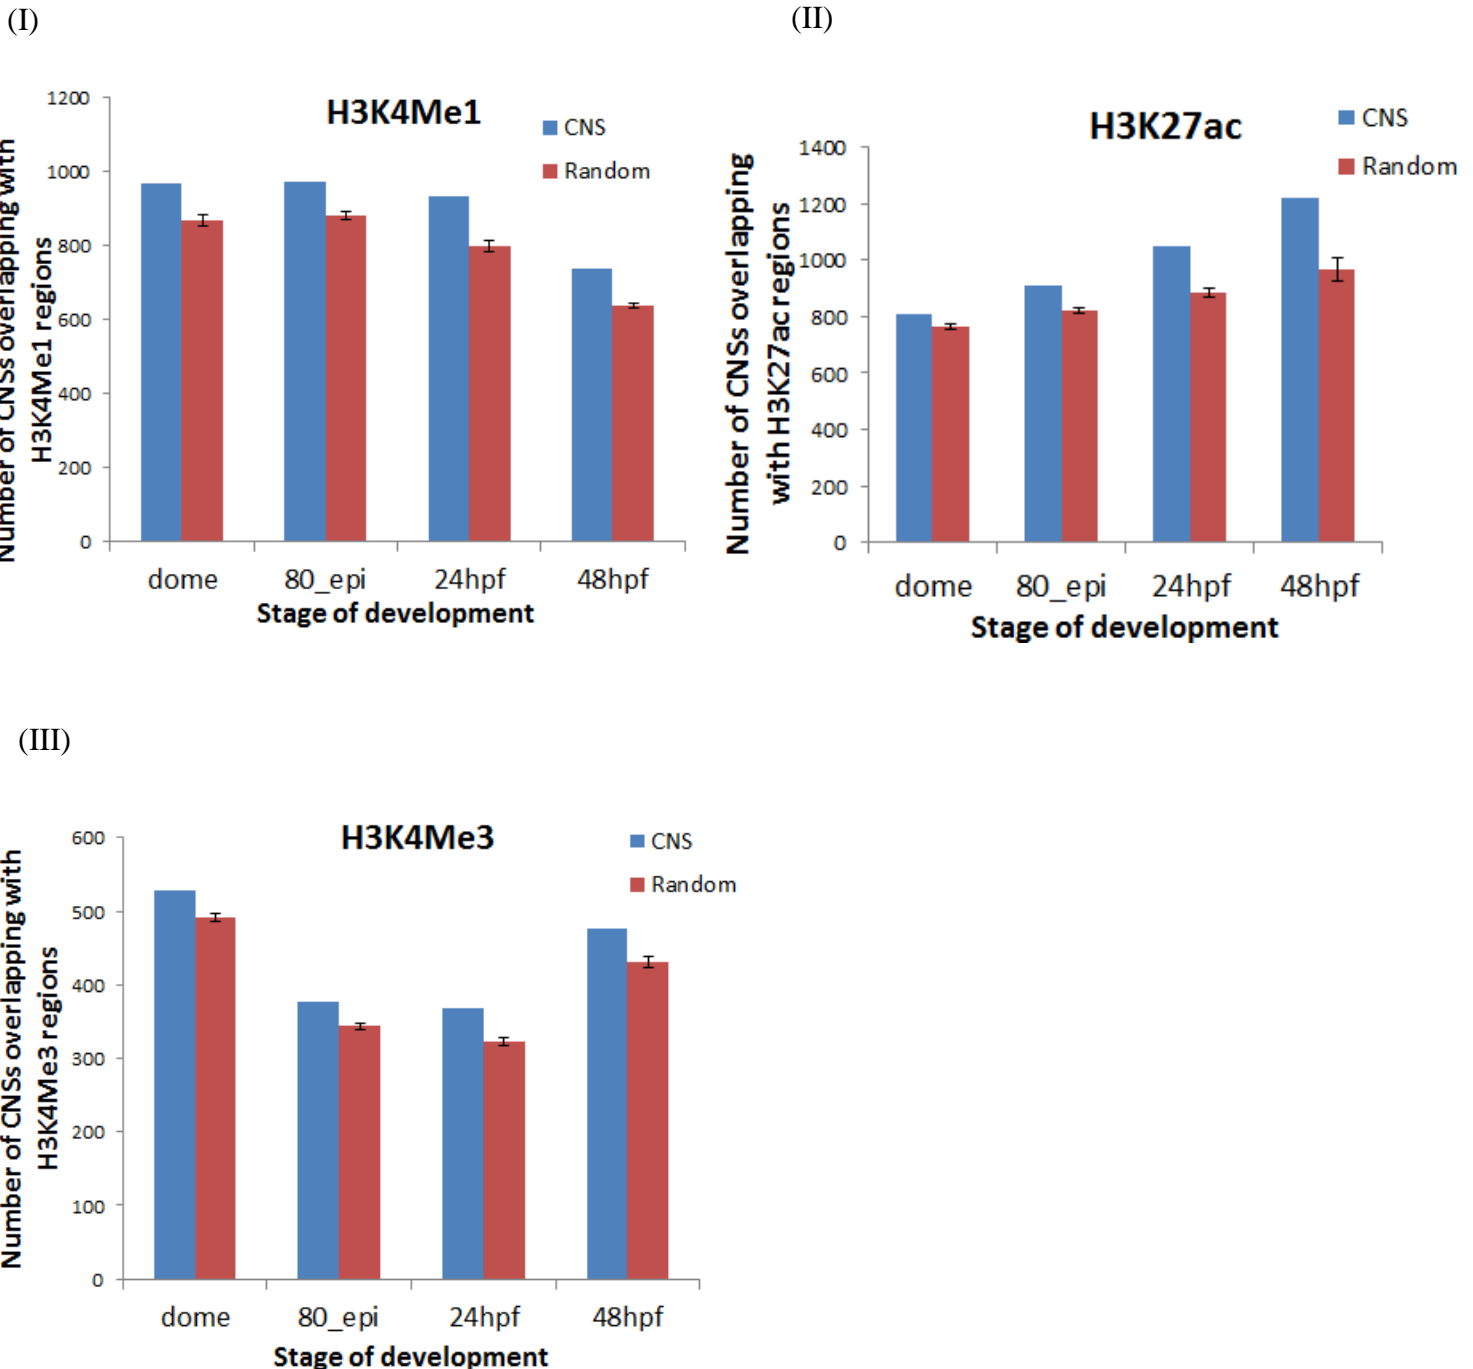 (I)
H3K4Me1
CNS
Random
Number of CNSs overlapping with
H3K4Me1 regions
1200
1000
800
600
400
200
0
dome 80_epi 24hpf 48hpf
Stage of development
(II)
H3K27ac
CNS
Random
Number of CNSs overlapping
with H3K27ac regions
1400
1200
1000
800
600
400
200
0
dome 80_epi 24hpf 48hpf
Stage of development
(III)
H3K4Me3
CNS
Random
Number of CNSs overlapping with
H3K4Me3 regions
600
500
400
300
200
100
0
dome 80_epi 24hpf 48hpf
Stage of development